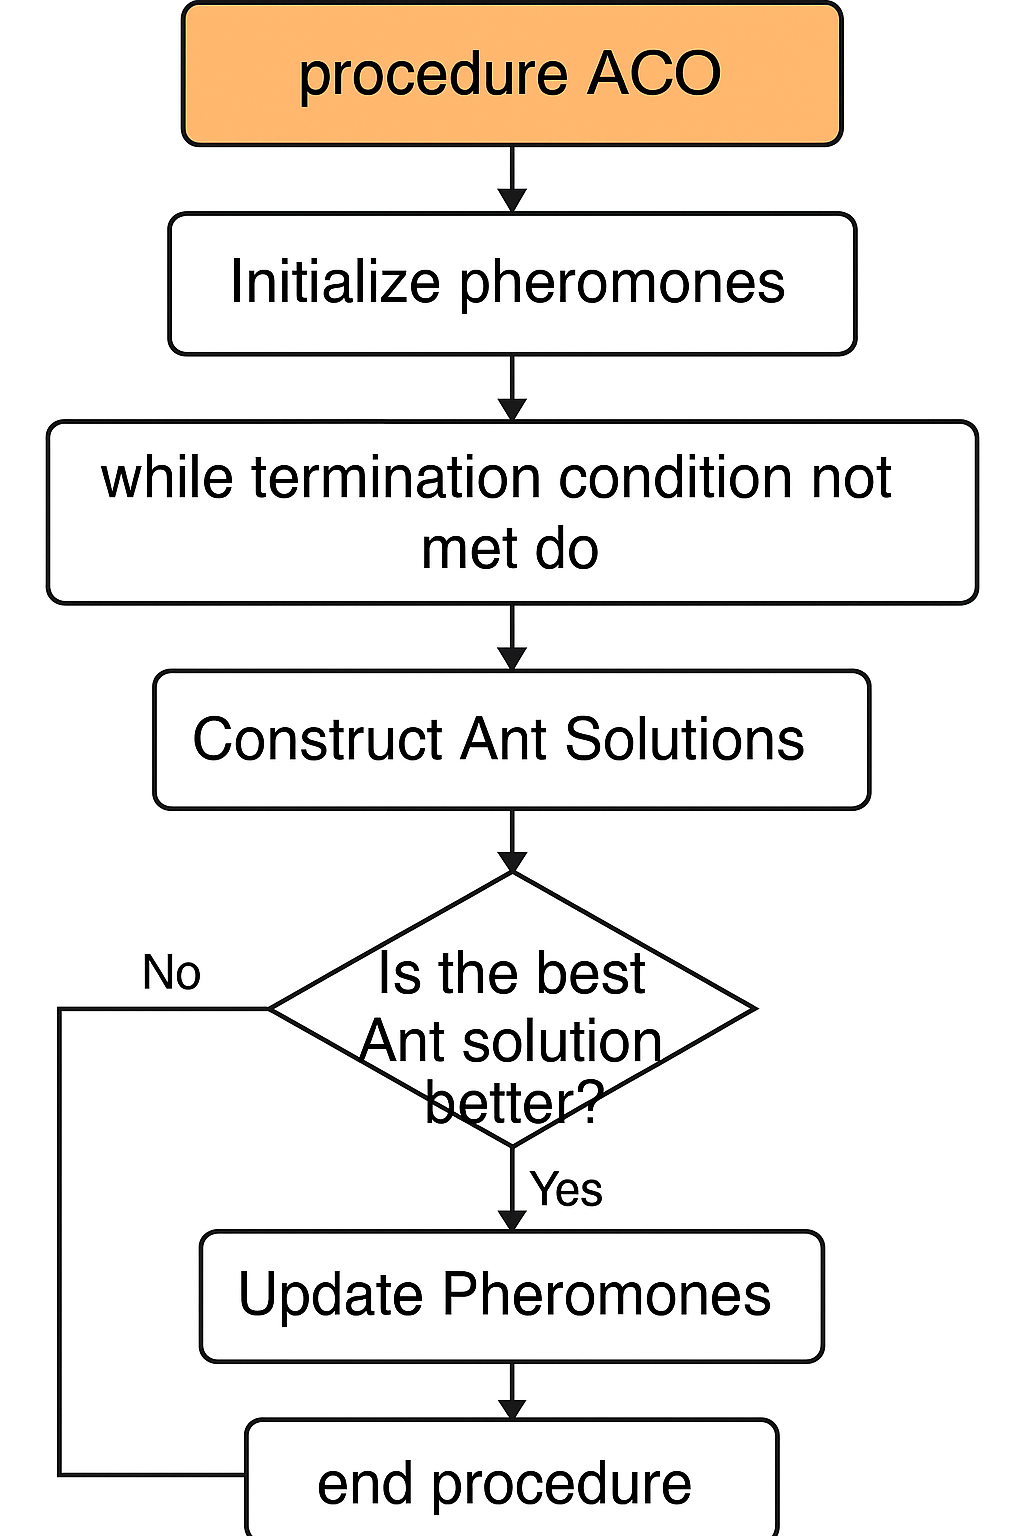 procedure ACO
Initialize pheromones
while termination condition not
met do
Construct Ant Solutions
Is the best
Ant solution
better?
No
Yes
Update Pheromones
end procedure